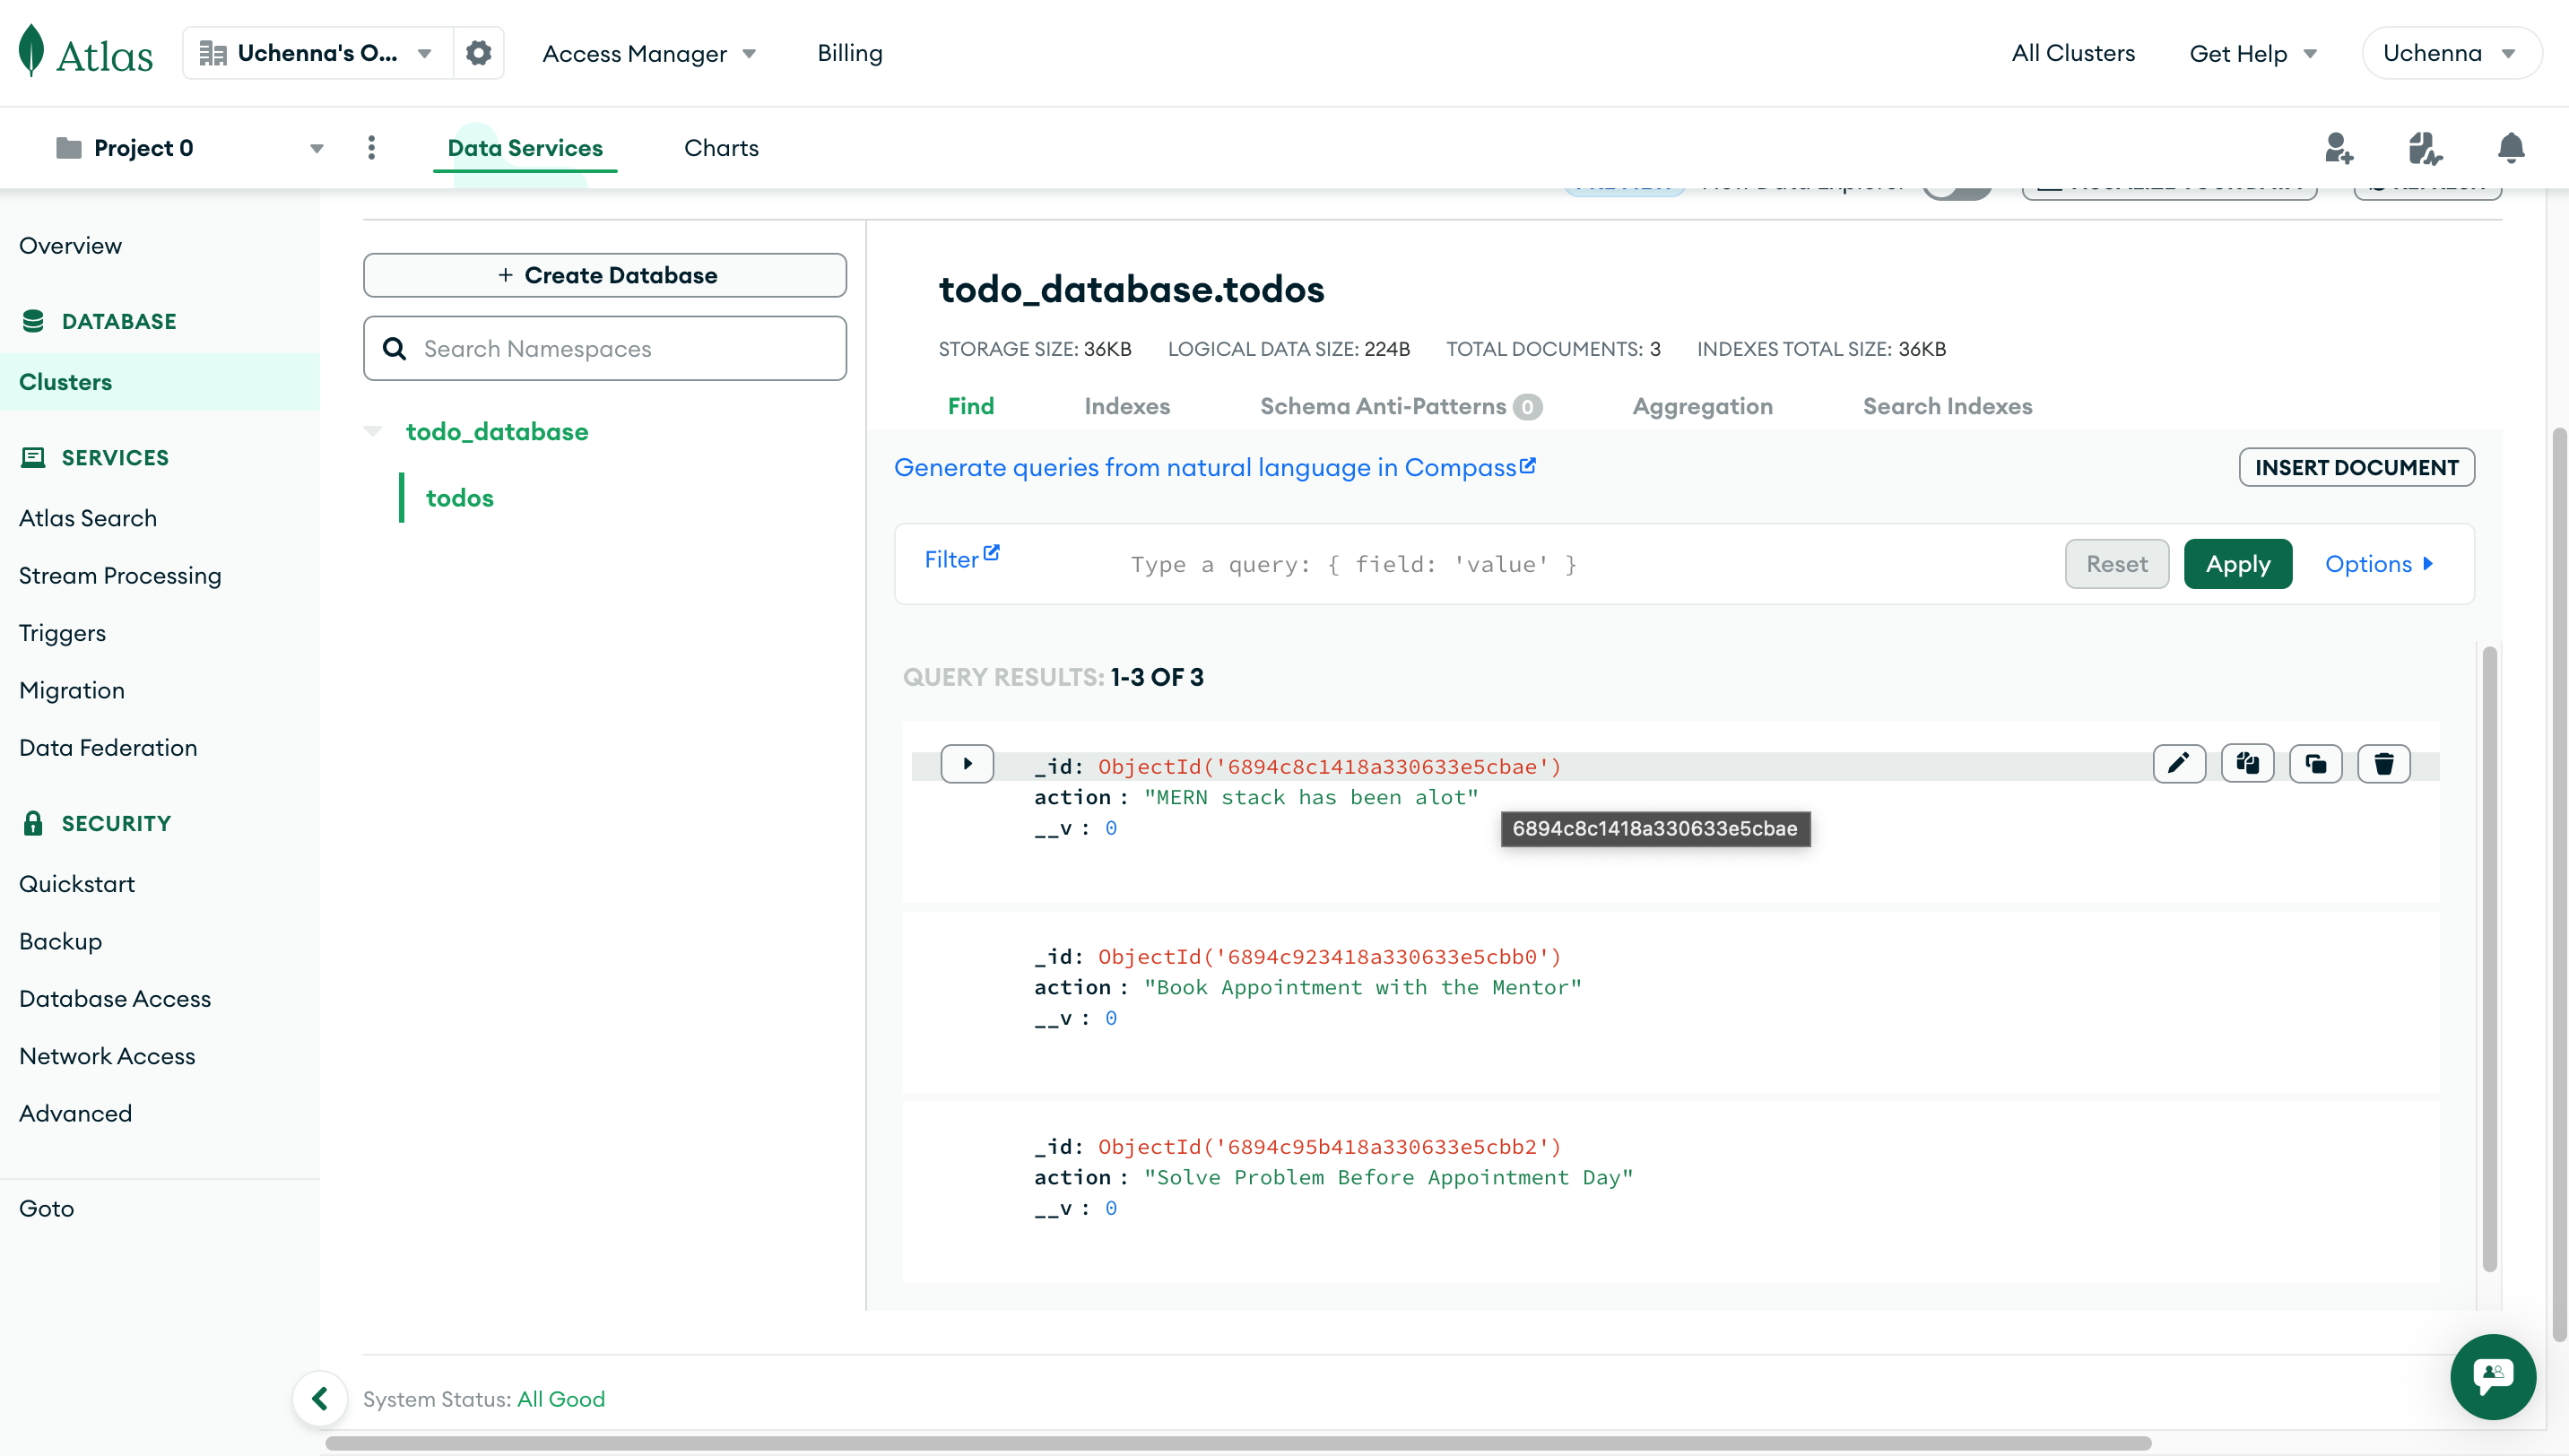 Atlas
Uchenna's O...
Access Manager
Billing
All Clusters
Get Help
Uchenna
Project 0
Data Services
Charts
Overview
DATABASE
Clusters
SERVICES
Atlas Search
Stream Processing
Triggers
Migration
Data Federation
SECURITY
Quickstart
Backup
Database Access
Network Access
Advanced
Goto
+ Create Database
Search Namespaces
todo_database
todos
todo_database.todos
STORAGE SIZE: 36KB LOGICAL DATA SIZE: 224B TOTAL DOCUMENTS: 3 INDEXES TOTAL SIZE: 36KB
Find Indexes Schema Anti-Patterns 0 Aggregation Search Indexes
Generate queries from natural language in Compass
INSERT DOCUMENT
Filter
Type a query: { field: 'value' }
Reset
Apply
Options
QUERY RESULTS: 1-3 OF 3
_id: ObjectId('6894c8c1418a330633e5cbae')
action : "MERN stack has been alot"
__v : 0
6894c8c1418a330633e5cbae
_id: ObjectId('6894c923418a330633e5cbb0')
action : "Book Appointment with the Mentor"
__v : 0
_id: ObjectId('6894c95b418a330633e5cbb2')
action : "Solve Problem Before Appointment Day"
__v : 0
System Status: All Good